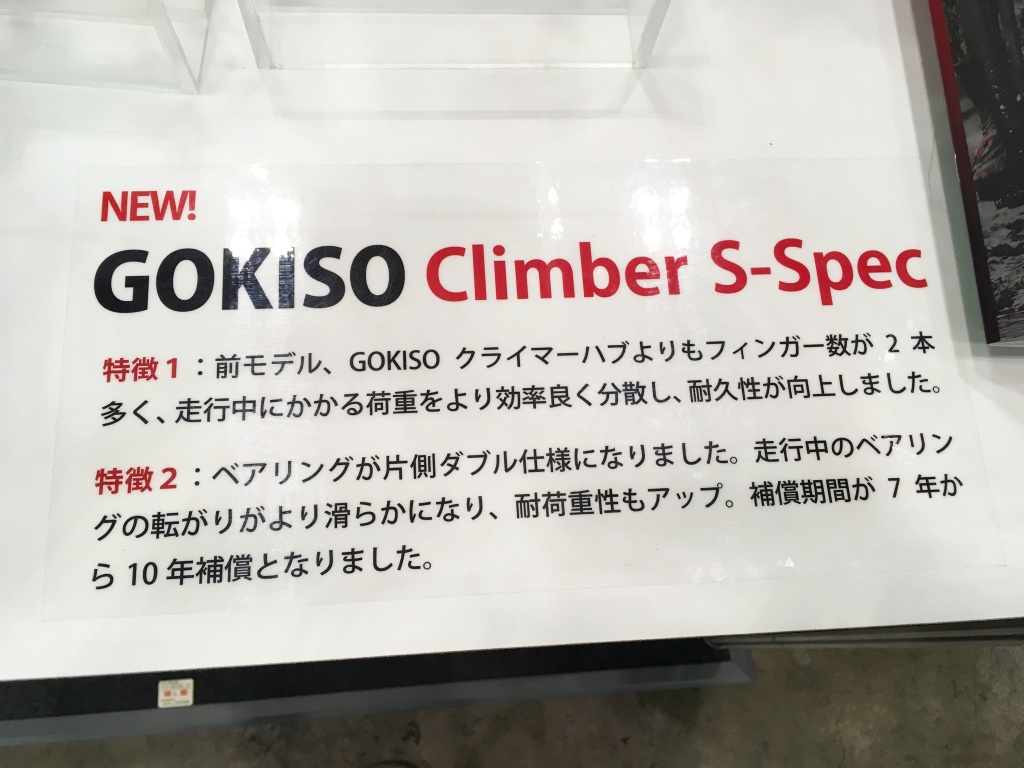 NEW!
GOKISO Climber S-Spec
特徴1：前モデル、GOKISO クライマーハブよりもフィンガー数が 2 本
多く、走行中にかかる荷重をより効率良く分散し、耐久性が向上しました。
特徴2：ベアリングが片側ダブル仕様になりました。走行中のベアリン
グの転がりがより滑らかになり、耐荷重性もアップ。補償期間が 7 年か
ら 10 年補償となりました。